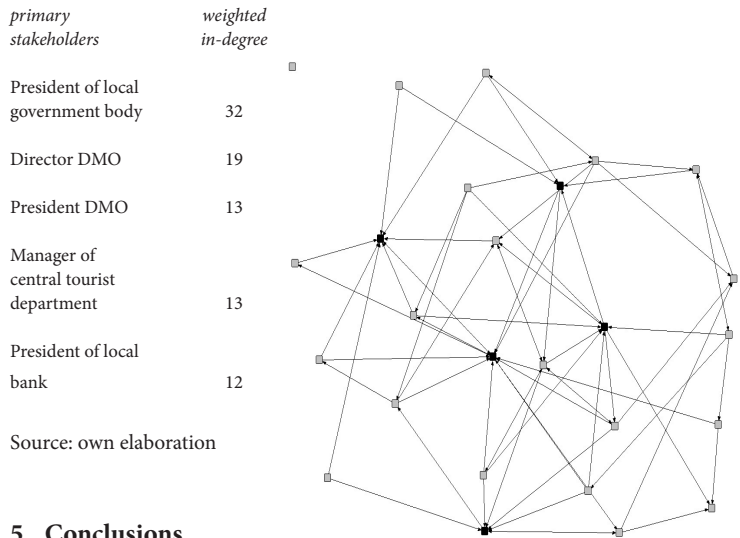 primary weighted
stakeholders in-degree
President of local
government body 32
Director DMO 19
President DMO 13
Manager of
central tourist
department 13
President of local
bank 12
Source: own elaboration
5 Conclusions